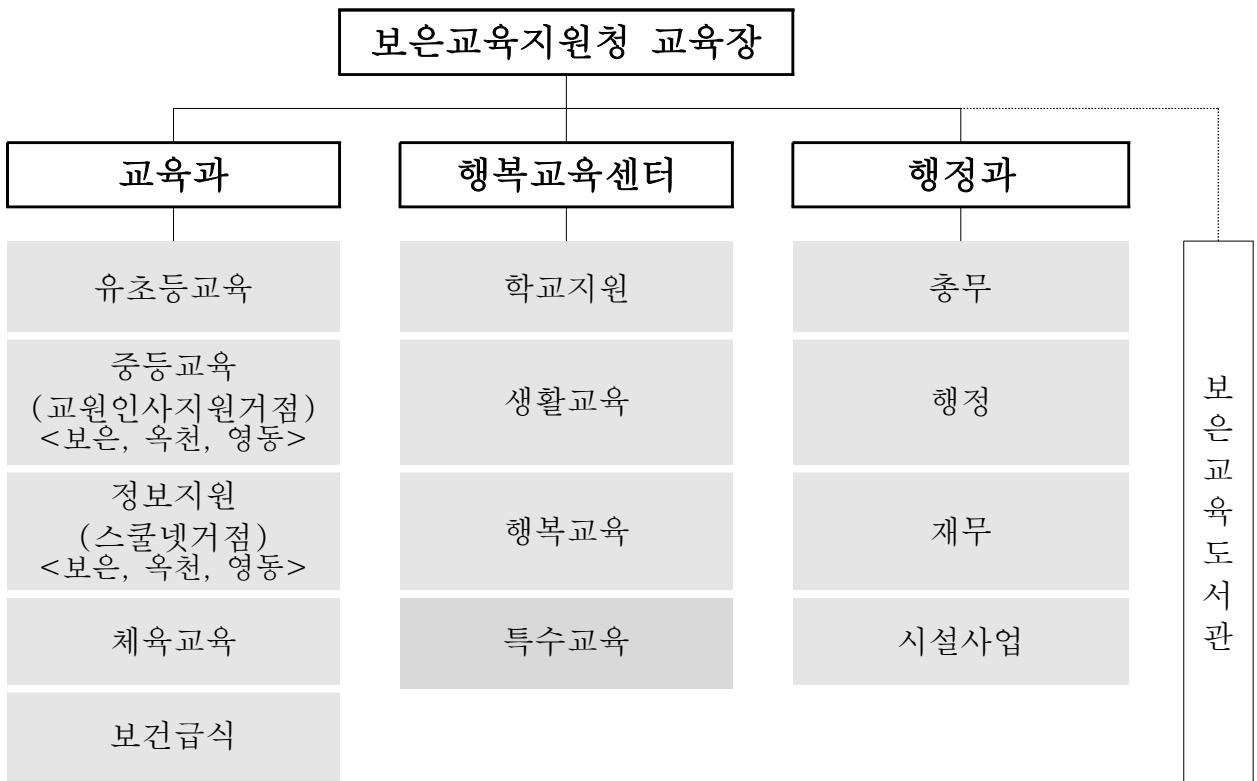 보은교육지원청 교육장
교육과
행복교육센터
행정과
유초등교육
중등교육
(교원인사지원거점)
<보은, 옥천, 영동>
정보지원
(스쿨넷거점)
<보은, 옥천, 영동>
체육교육
보건급식
학교지원
생활교육
행복교육
특수교육
총무
행정
재무
시설사업
보은교육도서관